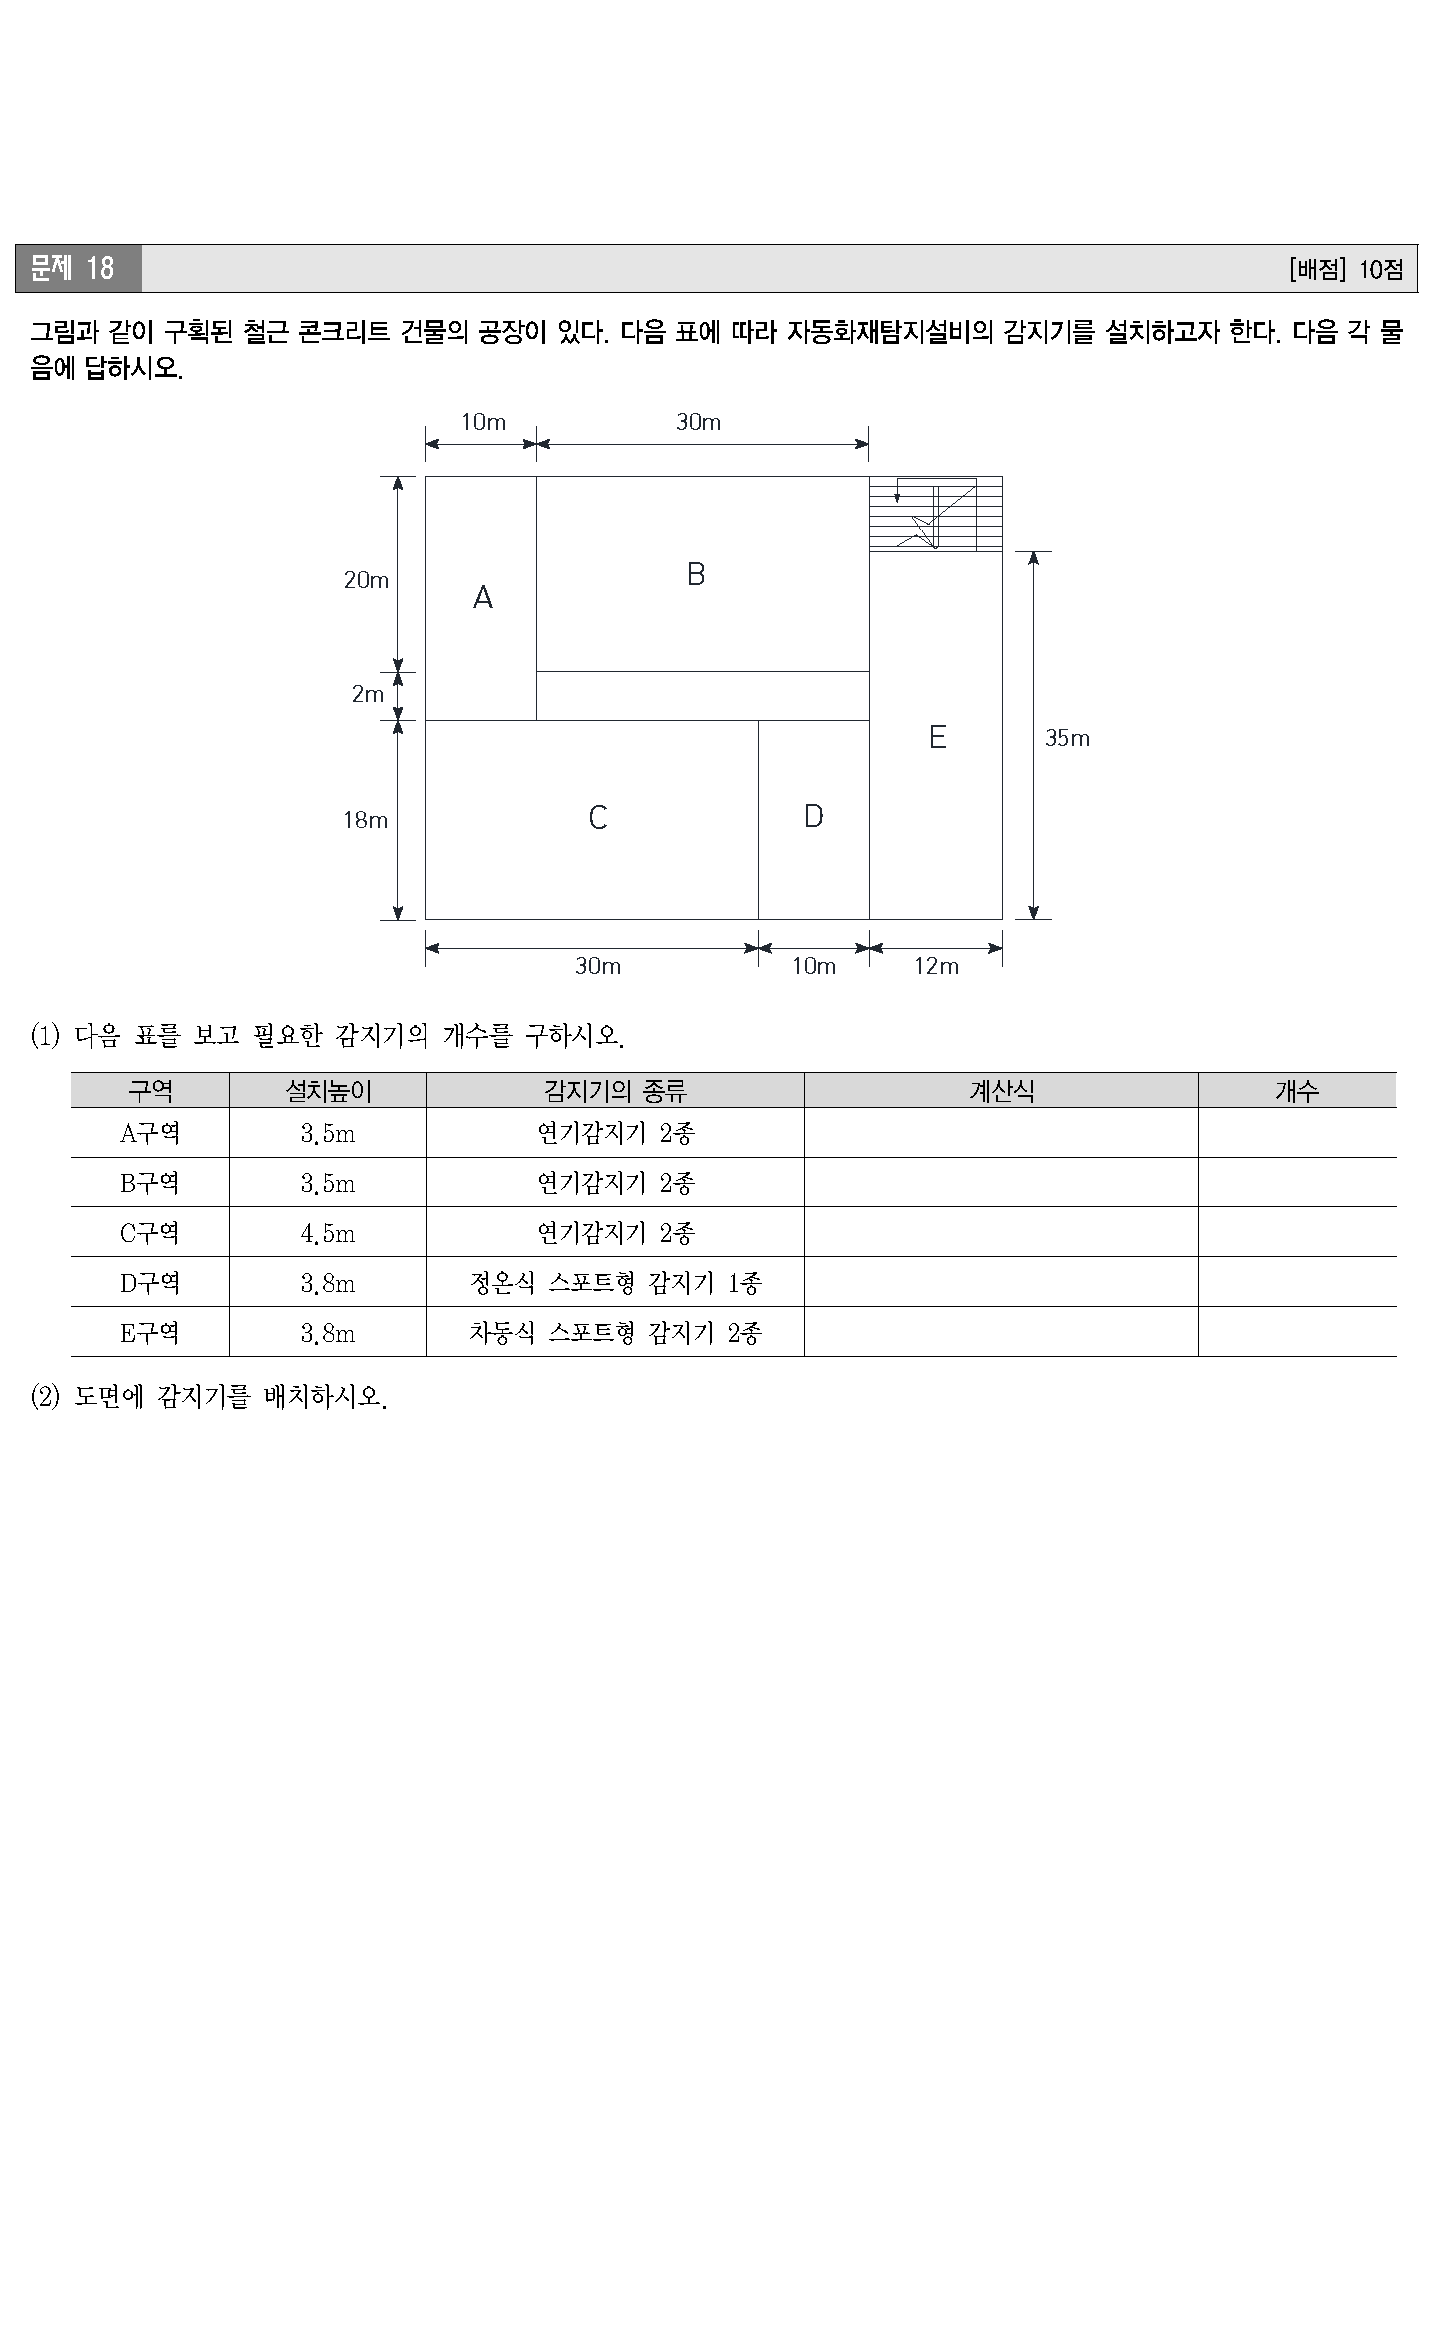 문제 18 [배점] 10점
그림과 같이 구획된 철근 콘크리트 건물의 공장이 있다. 다음 표에 따라 자동화재탐지설비의 감지기를 설치하고자 한다. 다음 각 물
음에 답하시오.
10m 30m
20m
A
B
2m
E
35m
18m
C
D
30m 10m 12m
(1) 다음 표를 보고 필요한 감지기의 개수를 구하시오.
구역 설치높이 감지기의 종류 계산식 개수
A구역 3.5m 연기감지기 2종
B구역 3.5m 연기감지기 2종
C구역 4.5m 연기감지기 2종
D구역 3.8m 정온식 스포트형 감지기 1종
E구역 3.8m 차동식 스포트형 감지기 2종
(2) 도면에 감지기를 배치하시오.